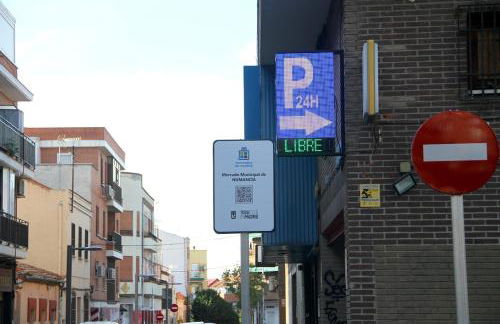 P
24H
LIBRE
Mercado Municipal de
NUMANCIA